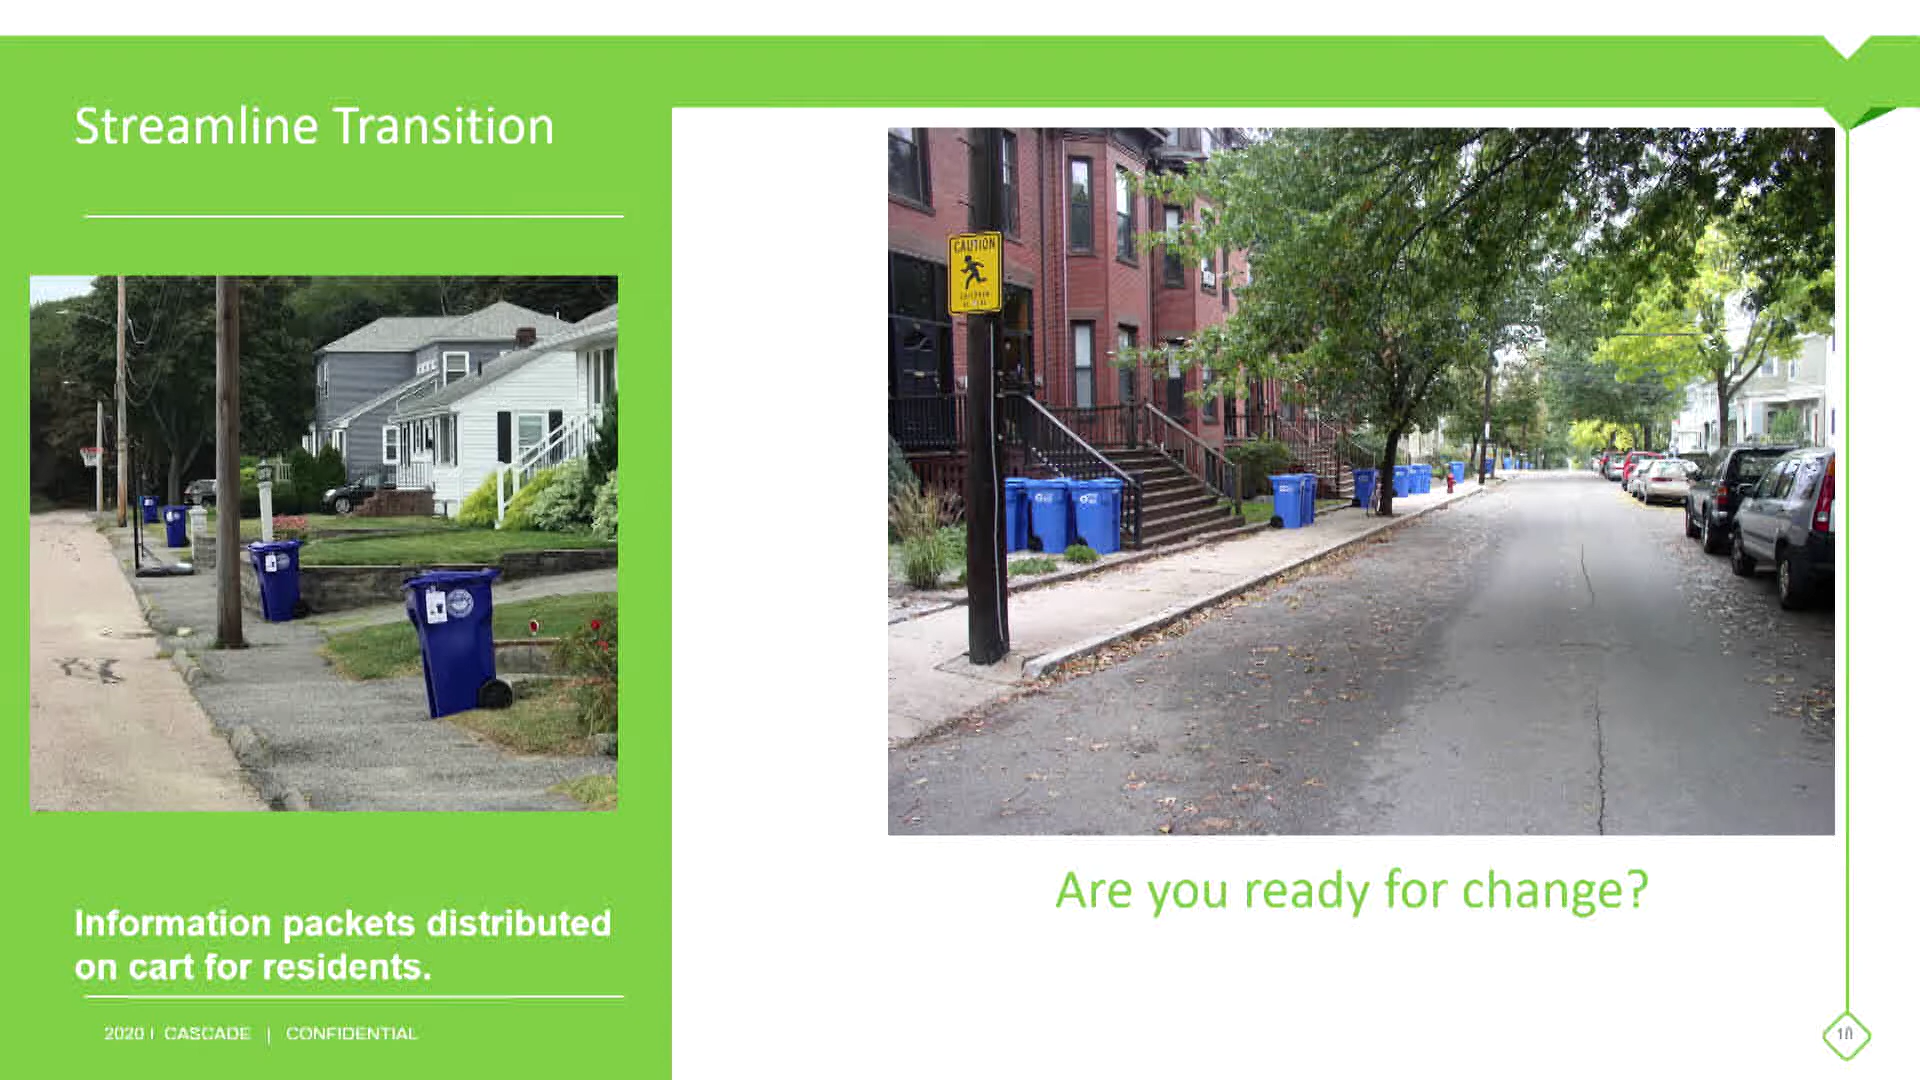 Streamline Transition
CAUTION
Information packets distributed
on cart for residents.
2020 | CASCADE | CONFIDENTIAL
Are you ready for change?
10